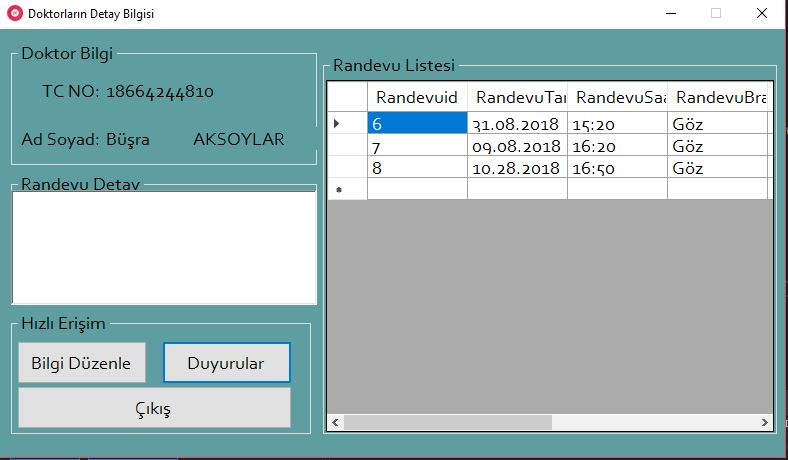 Doktorların Detay Bilgisi
Doktor Bilgi
TC NO: 18664244810
Ad Soyad: Büşra AKSOYLAR
Randevu Detay
Hızlı Erişim
Bilgi Düzenle Duyurular
Çıkış
Randevu Listesi
Randevuid RandevuTar RandevuSaa RandevuBra
6 31.08.2018 15:20 Göz
7 09.08.2018 16:20 Göz
8 10.28.2018 16:50 Göz